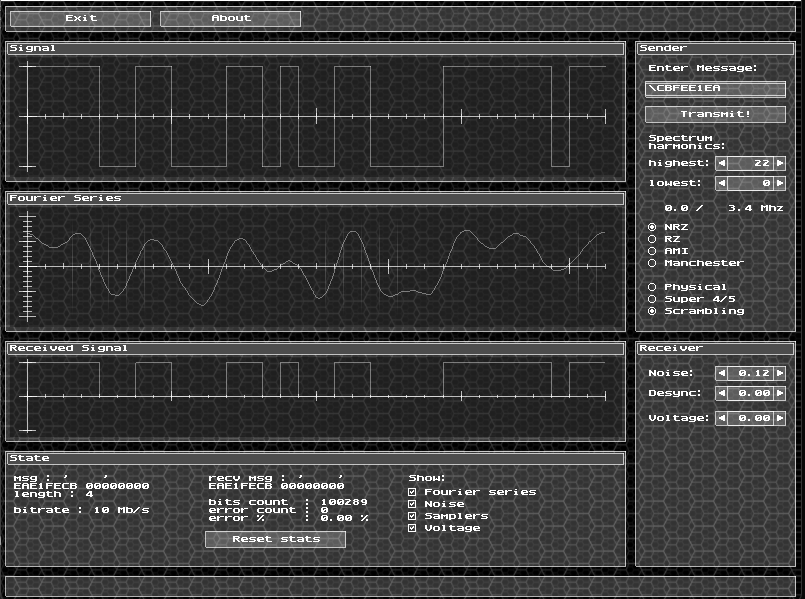 Exit
About
Signal
Fourier Series
Received Signal
State
msg : '    '
EAE1FECB 00000000
length : 4
bitrate : 10 Mb/s
recv msg : '    '
EAE1FECB 00000000
bits count  : 100289
error count : 0
error %     : 0.00 %
Reset stats
Show:
Fourier series
Noise
Samplers
Voltage
Sender
Enter Message:
\CBFEE1EA
Transmit!
Spectrum
harmonics:
highest: 22
lowest: 0
0.0 /   3.4 Mhz
NRZ
RZ
AMI
Manchester
Physical
Super 4/5
Scrambling
Receiver
Noise: 0.12
Desync: 0.00
Voltage: 0.00